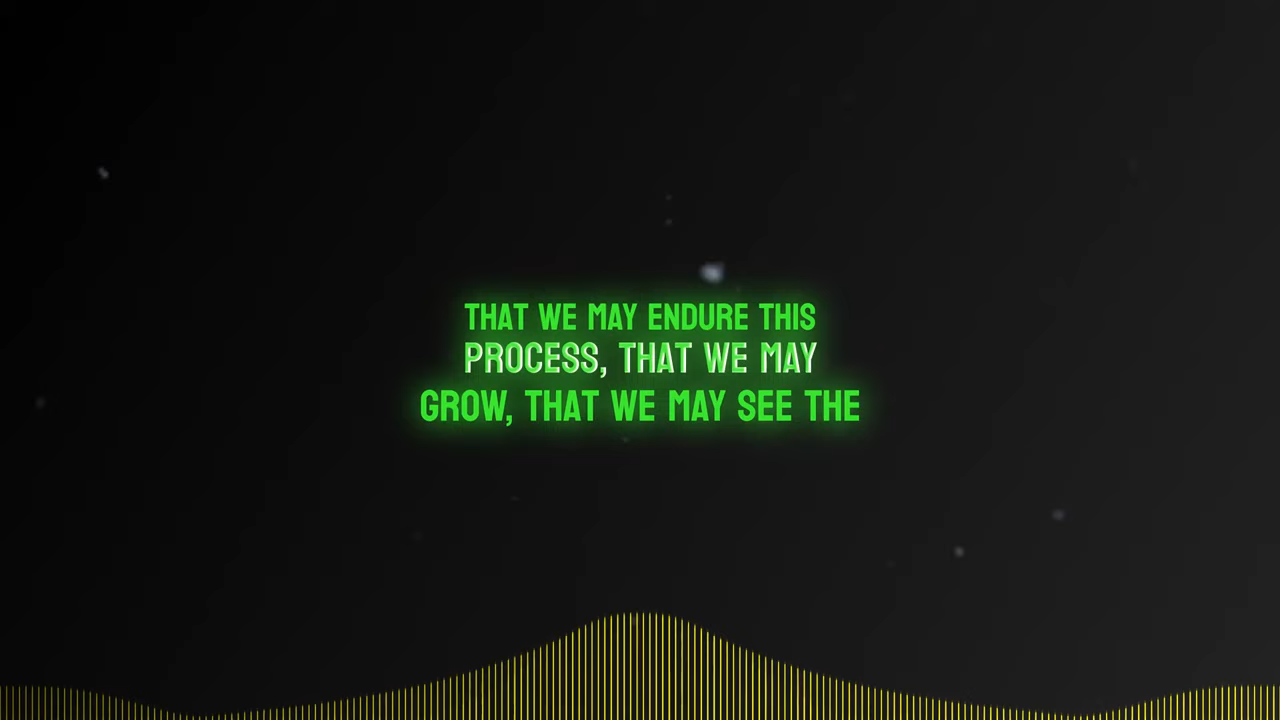 THAT WE MAY ENDURE THIS
PROCESS, THAT WE MAY
GROW, THAT WE MAY SEE THE